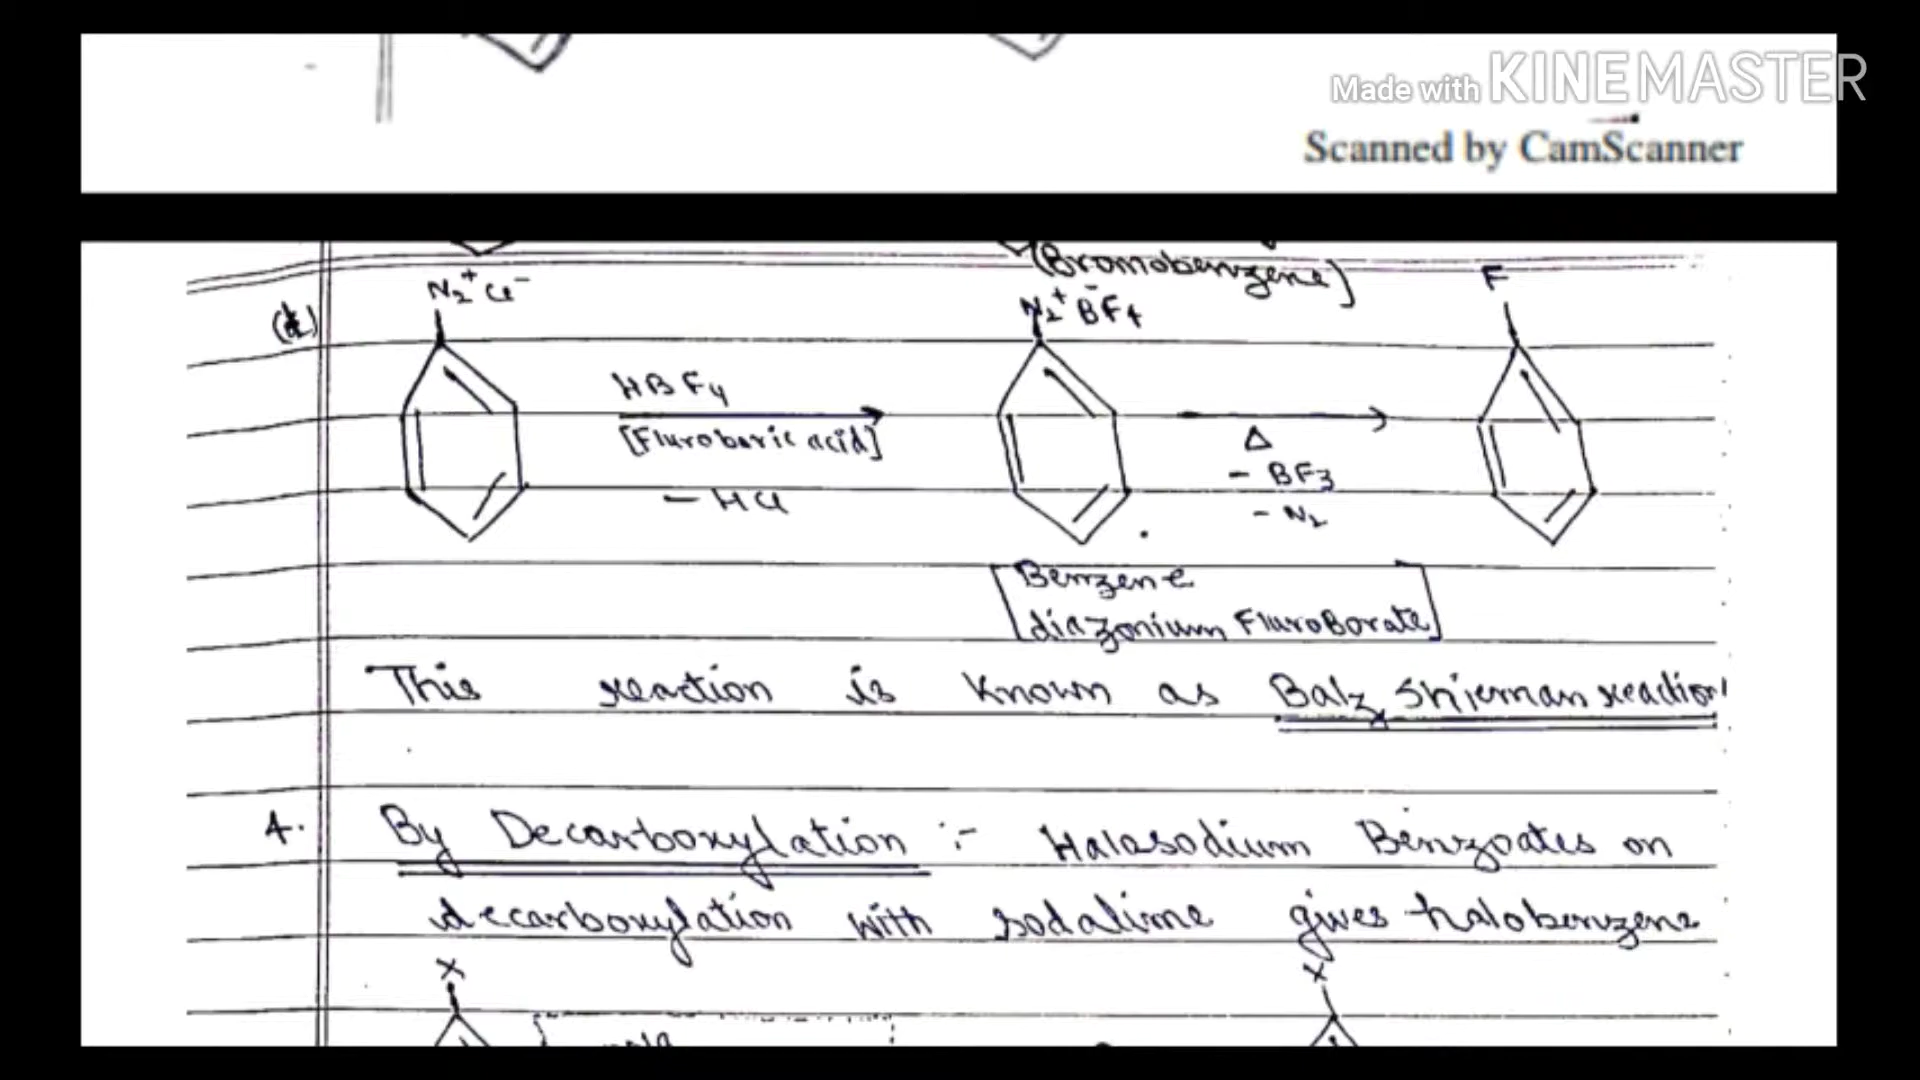 Made with KINEMASTER
Scanned by CamScanner
(Bromobenzene)
N2+ Cl- N2+ B̄F4 F
(d)
HBF4
[Fluroboric acid]
- HCl
Δ
- BF3
- N2
[Benzene
diazonium FluroBorate]
This reaction is known as Balz Shieman reaction
4. By Decarboxylation :- Halosodium Benzoates on
decarboxylation with sodalime gives halobenzene
X X